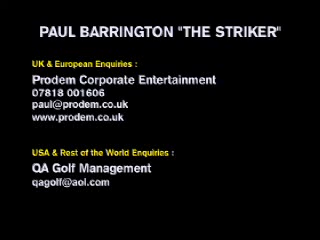 PAUL BARRINGTON "THE STRIKER"
UK & European Enquiries :
Prodem Corporate Entertainment
07818 001606
paul@prodem.co.uk
www.prodem.co.uk
USA & Rest of the World Enquiries :
QA Golf Management
qagolf@aol.com